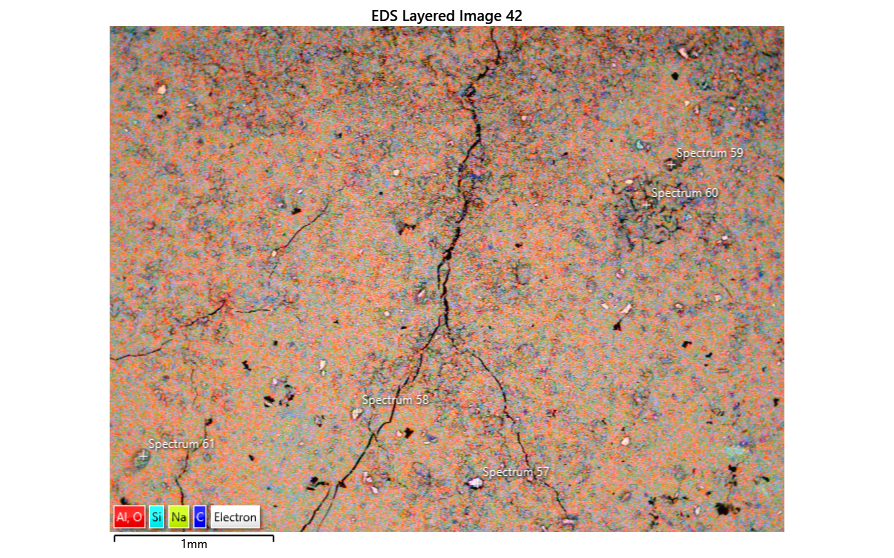 EDS Layered Image 42
Spectrum 59
Spectrum 60
Spectrum 58
Spectrum 61
Spectrum 57
Al, O Si Na C Electron
1mm